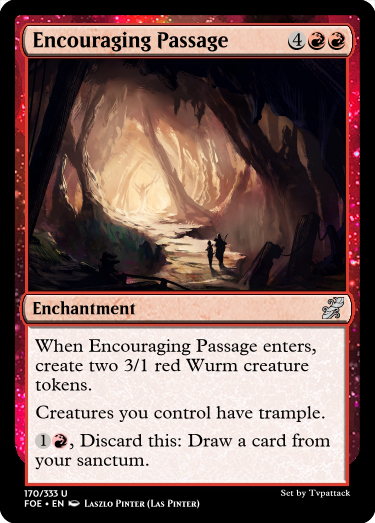 Encouraging Passage 4
Enchantment
When Encouraging Passage enters,
create two 3/1 red Wurm creature
tokens.
Creatures you control have trample.
1 , Discard this: Draw a card from
your sanctum.
170/333 U
FOE • EN Laszlo Pinter (Las Pinter)
Set by Tvpattack